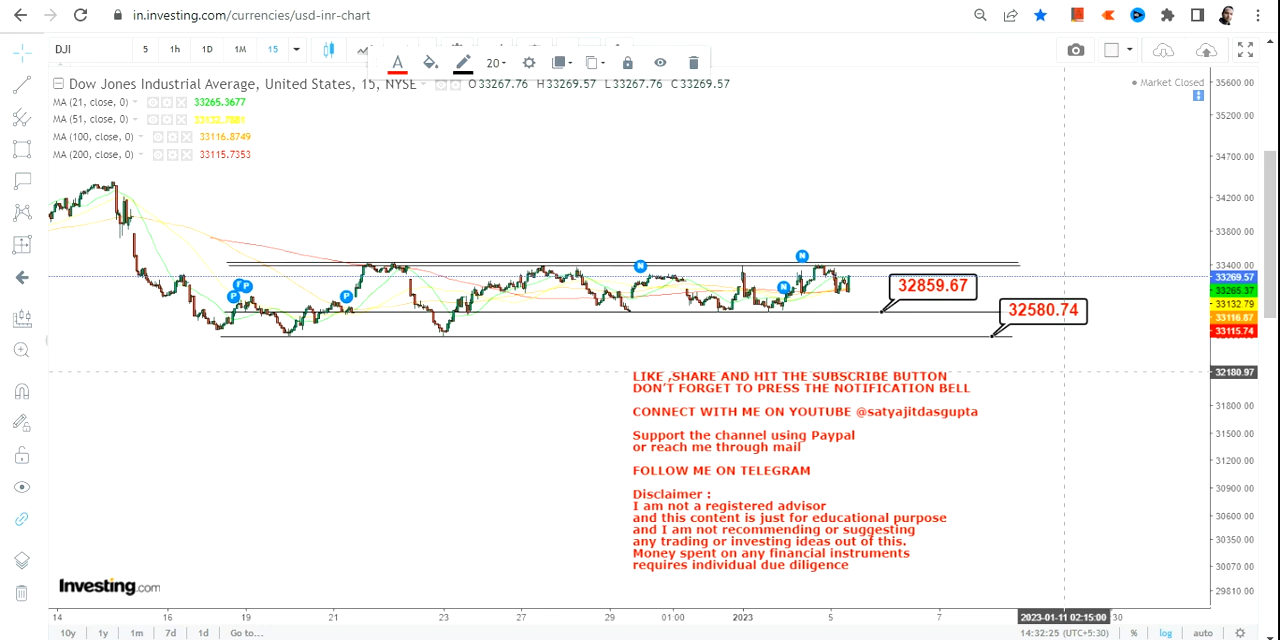 in.investing.com/currencies/usd-inr-chart
DJI 5 1h 1D 1M 15
A 20
Dow Jones Industrial Average, United States, 15, NYSE O33267.76 H33269.57 L33267.76 C33269.57
Market Closed
MA (21, close, 0) 33265.3677
MA (51, close, 0)
MA (100, close, 0) 33116.8749
MA (200, close, 0) 33115.7353
35600.00
35200.00
34700.00
34200.00
33800.00
33400.00
33269.57
33265.37
33132.79
33116.87
33115.74
32180.97
31800.00
31500.00
31200.00
30900.00
30600.00
30350.00
30070.00
29810.00
N
N
N
P
P
P
32859.67
32580.74
LIKE ,SHARE AND HIT THE SUBSCRIBE BUTTON
DON'T FORGET TO PRESS THE NOTIFICATION BELL
CONNECT WITH ME ON YOUTUBE @satyajitdasgupta
Support the channel using Paypal
or reach me through mail
FOLLOW ME ON TELEGRAM
Disclaimer :
I am not a registered advisor
and this content is just for educational purpose
and I am not recommending or suggesting
any trading or investing ideas out of this.
Money spent on any financial instruments
requires individual due diligence
Investing.com
14 16 19 21 23 27 29 01:00 2023 5 7 2023-01-11 02:15:00 30
10y 1y 1m 7d 1d Go to... 14:32:25 (UTC+5:30) % log auto